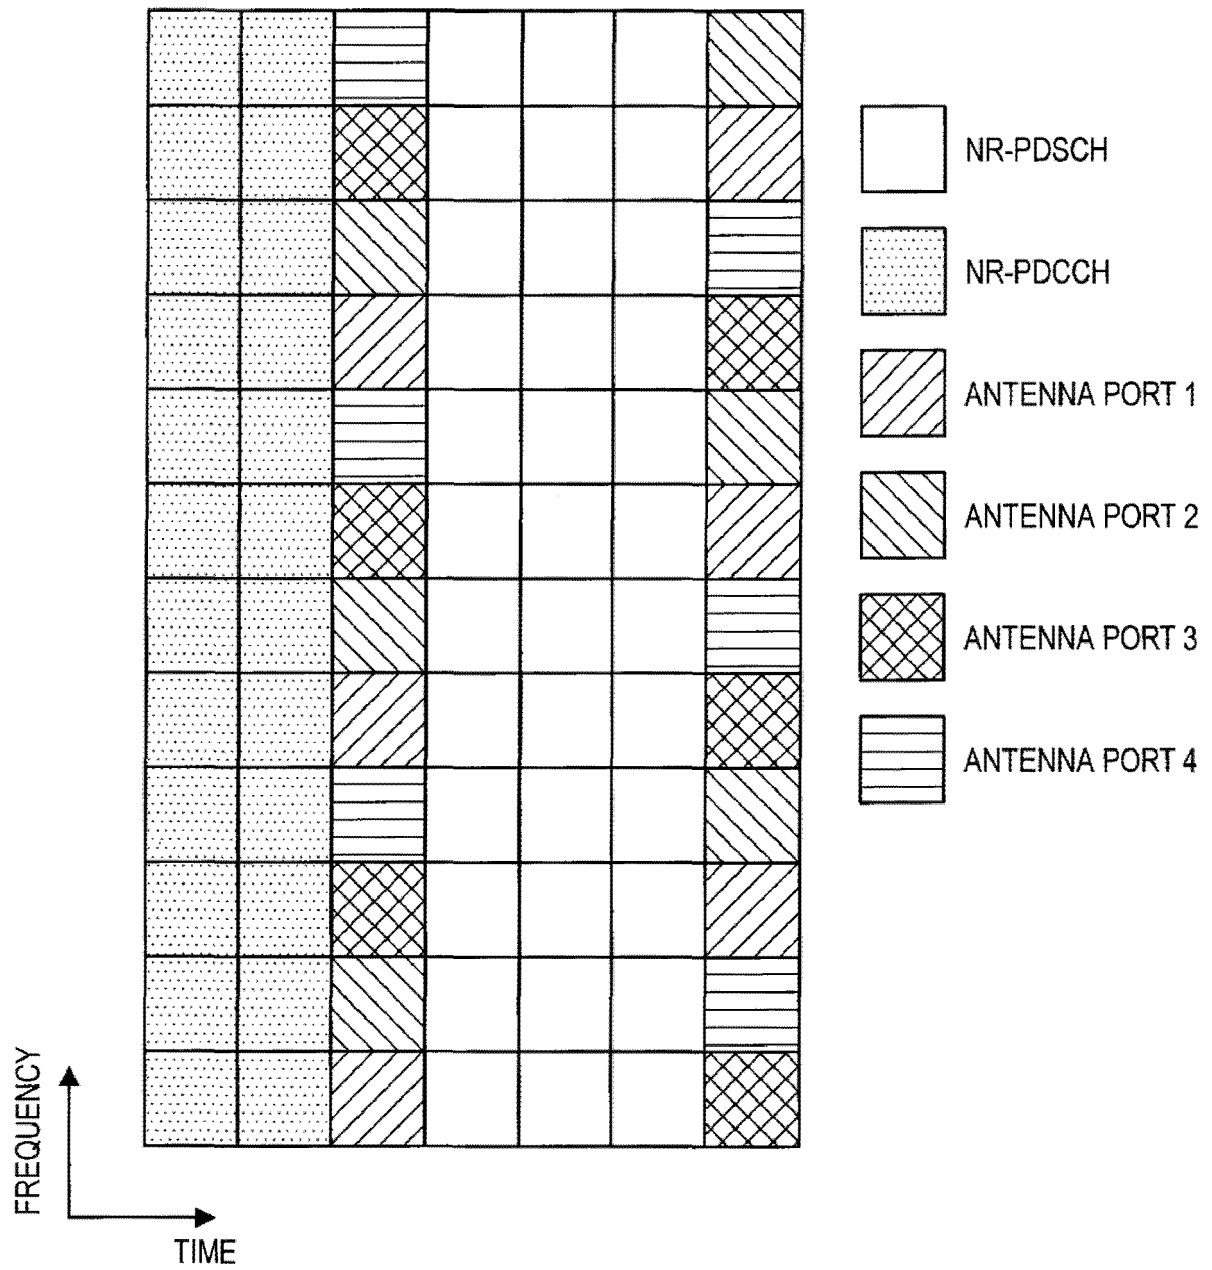 NR-PDSCH
NR-PDCCH
ANTENNA PORT 1
ANTENNA PORT 2
ANTENNA PORT 3
ANTENNA PORT 4
FREQUENCY
TIME